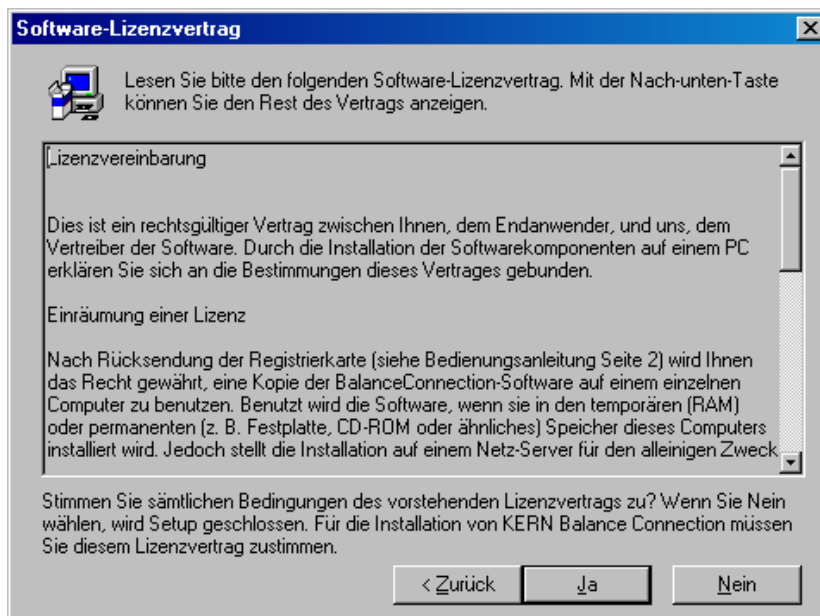 Software-Lizenzvertrag
Lesen Sie bitte den folgenden Software-Lizenzvertrag. Mit der Nach-unten-Taste
können Sie den Rest des Vertrags anzeigen.
Lizenzvereinbarung
Dies ist ein rechtsgültiger Vertrag zwischen Ihnen, dem Endanwender, und uns, dem
Vertreiber der Software. Durch die Installation der Softwarekomponenten auf einem PC
erklären Sie sich an die Bestimmungen dieses Vertrages gebunden.
Einräumung einer Lizenz
Nach Rücksendung der Registrierkarte (siehe Bedienungsanleitung Seite 2) wird Ihnen
das Recht gewährt, eine Kopie der BalanceConnection-Software auf einem einzelnen
Computer zu benutzen. Benutzt wird die Software, wenn sie in den temporären (RAM)
oder permanenten (z. B. Festplatte, CD-ROM oder ähnliches) Speicher dieses Computers
installiert wird. Jedoch stellt die Installation auf einem Netz-Server für den alleinigen Zweck
Stimmen Sie sämtlichen Bedingungen des vorstehenden Lizenzvertrags zu? Wenn Sie Nein
wählen, wird Setup geschlossen. Für die Installation von KERN Balance Connection müssen
Sie diesem Lizenzvertrag zustimmen.
< Zurück Ja Nein